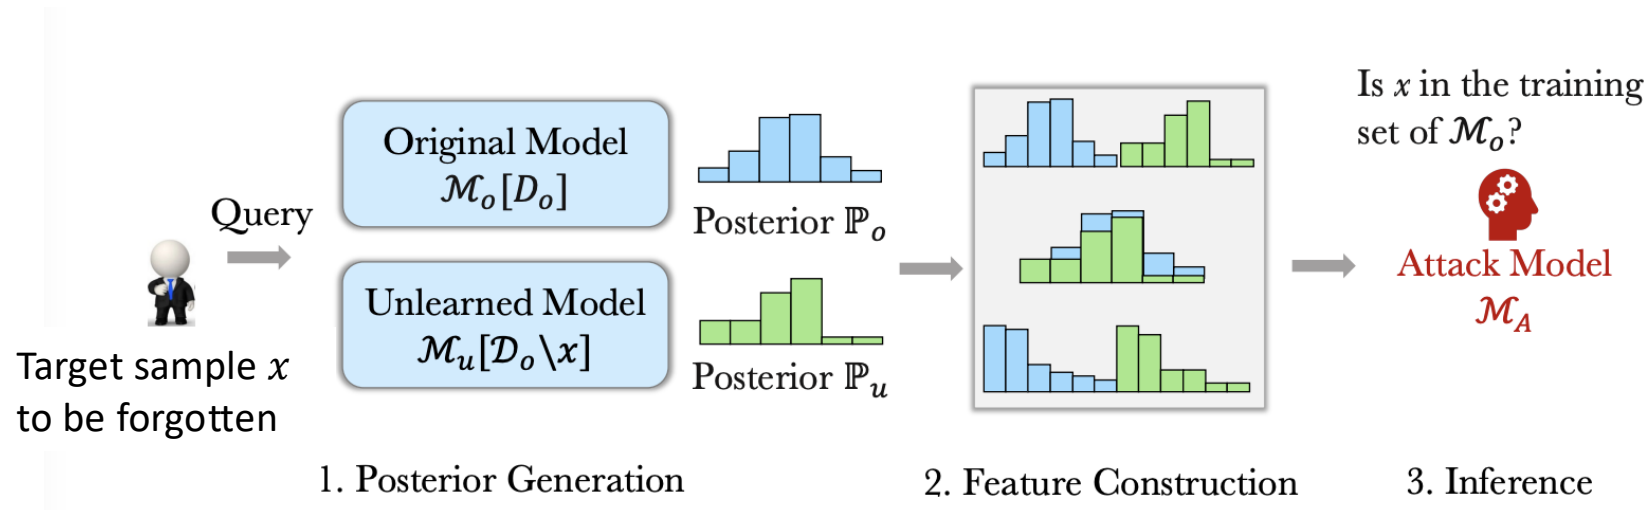 Query
Target sample x
to be forgotten
Original Model
ℳₒ[Dₒ]
Unlearned Model
ℳᵤ[𝒟ₒ\x]
Posterior ℙₒ
Posterior ℙᵤ
Is x in the training
set of ℳₒ?
Attack Model
ℳ_A
1. Posterior Generation
2. Feature Construction
3. Inference